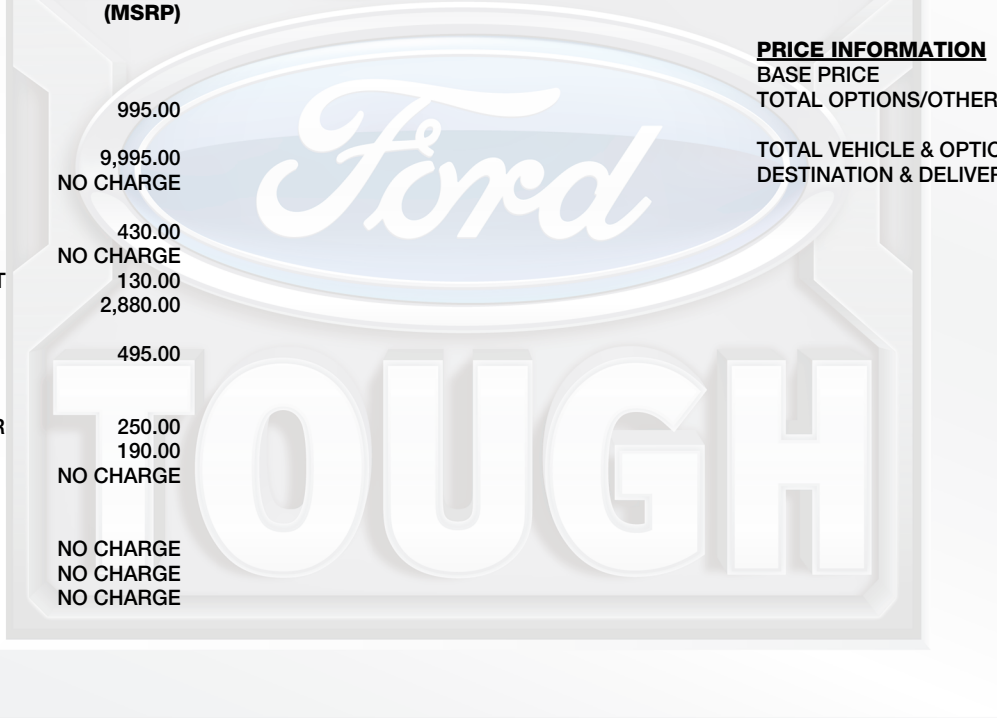 (MSRP)
995.00
9,995.00
NO CHARGE
430.00
NO CHARGE
T 130.00
2,880.00
495.00
R 250.00
190.00
NO CHARGE
NO CHARGE
NO CHARGE
NO CHARGE
PRICE INFORMATION
BASE PRICE
TOTAL OPTIONS/OTHER
TOTAL VEHICLE & OPTIO
DESTINATION & DELIVER
Ford
TOUGH